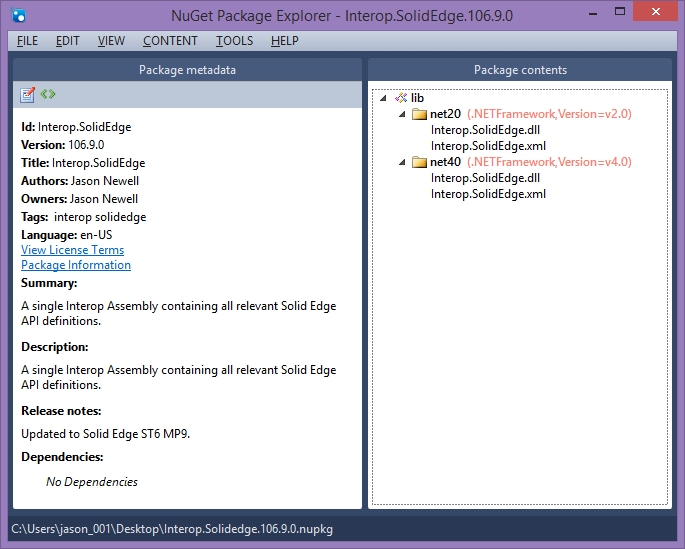 NuGet Package Explorer - Interop.SolidEdge.106.9.0
FILE EDIT VIEW CONTENT TOOLS HELP
Package metadata
Id: Interop.SolidEdge
Version: 106.9.0
Title: Interop.SolidEdge
Authors: Jason Newell
Owners: Jason Newell
Tags: interop solidedge
Language: en-US
View License Terms
Package Information
Summary:
A single Interop Assembly containing all relevant Solid Edge
API definitions.
Description:
A single Interop Assembly containing all relevant Solid Edge
API definitions.
Release notes:
Updated to Solid Edge ST6 MP9.
Dependencies:
No Dependencies
Package contents
lib
net20 (.NETFramework,Version=v2.0)
Interop.SolidEdge.dll
Interop.SolidEdge.xml
net40 (.NETFramework,Version=v4.0)
Interop.SolidEdge.dll
Interop.SolidEdge.xml
C:\Users\jason_001\Desktop\Interop.Solidedge.106.9.0.nupkg